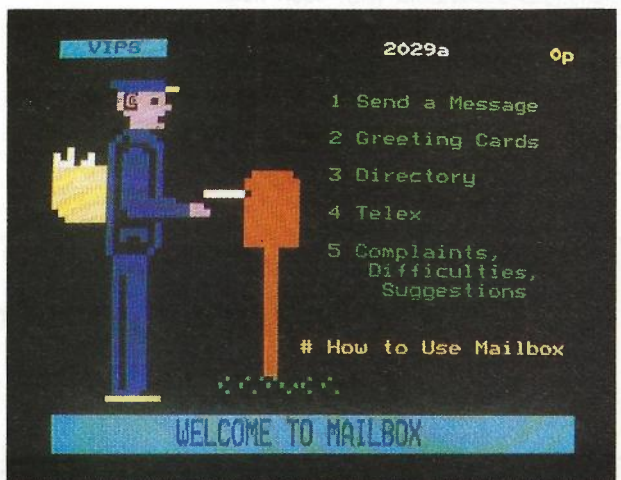 VIPS
2029a
0p
1 Send a Message
2 Greeting Cards
3 Directory
4 Telex
5 Complaints,
Difficulties,
Suggestions
# How to Use Mailbox
WELCOME TO MAILBOX